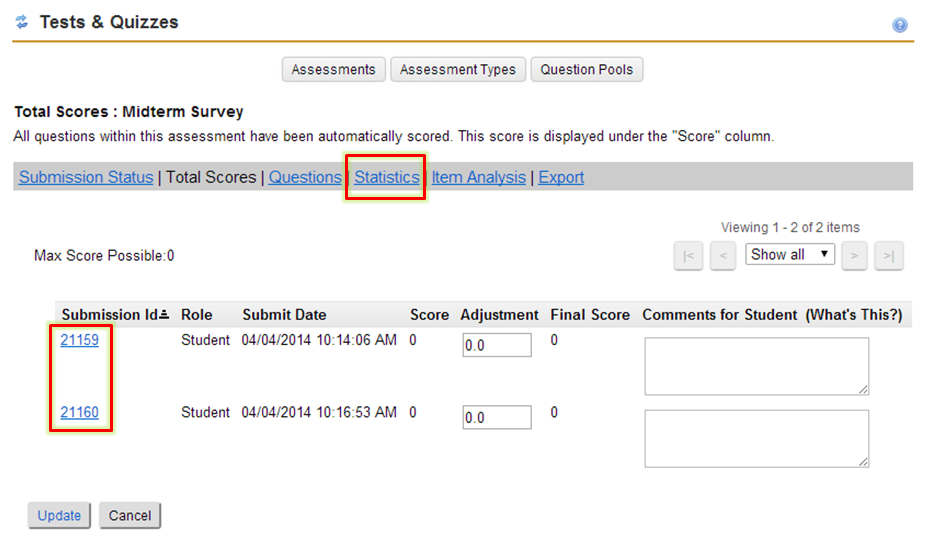 Tests & Quizzes
?
Assessments Assessment Types Question Pools
Total Scores : Midterm Survey
All questions within this assessment have been automatically scored. This score is displayed under the "Score" column.
Submission Status | Total Scores | Questions | Statistics | Item Analysis | Export
Viewing 1 - 2 of 2 items
Max Score Possible:0
|< < Show all > >|
Submission Id Role Submit Date Score Adjustment Final Score Comments for Student (What's This?)
21159 Student 04/04/2014 10:14:06 AM 0 0.0 0
21160 Student 04/04/2014 10:16:53 AM 0 0.0 0
Update Cancel